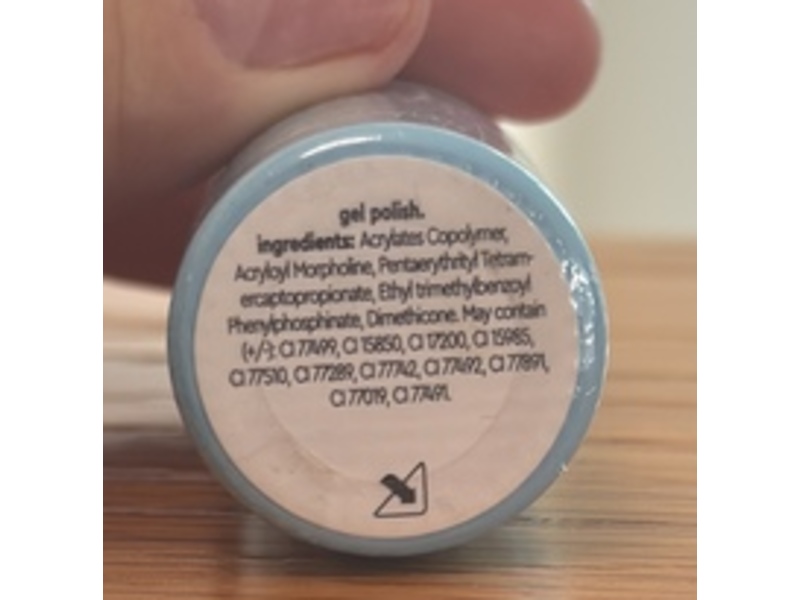 gel polish.
ingredients: Acrylates Copolymer,
Acryloyl Morpholine, Pentaerythrityl Tetram-
ercaptopropionate, Ethyl trimethylbenzoyl
Phenylphosphinate, Dimethicone. May contain
(+/-): CI 77499, CI 15850, CI 17200, CI 15985,
CI 77510, CI 77289, CI 77742, CI 77492, CI 77891,
CI 77019, CI 77491.